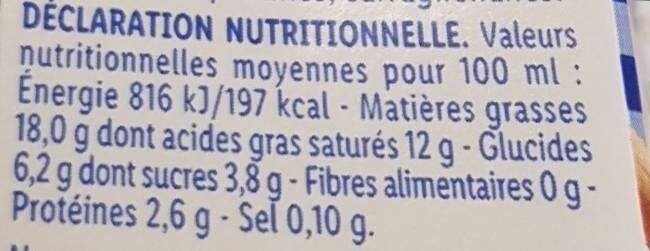 DÉCLARATION NUTRITIONNELLE. Valeurs
nutritionnelles moyennes pour 100 ml :
Énergie 816 kJ/197 kcal - Matières grasses
18,0 g dont acides gras saturés 12 g - Glucides
6,2 g dont sucres 3,8 g - Fibres alimentaires 0 g -
Protéines 2,6 g - Sel 0,10 g.